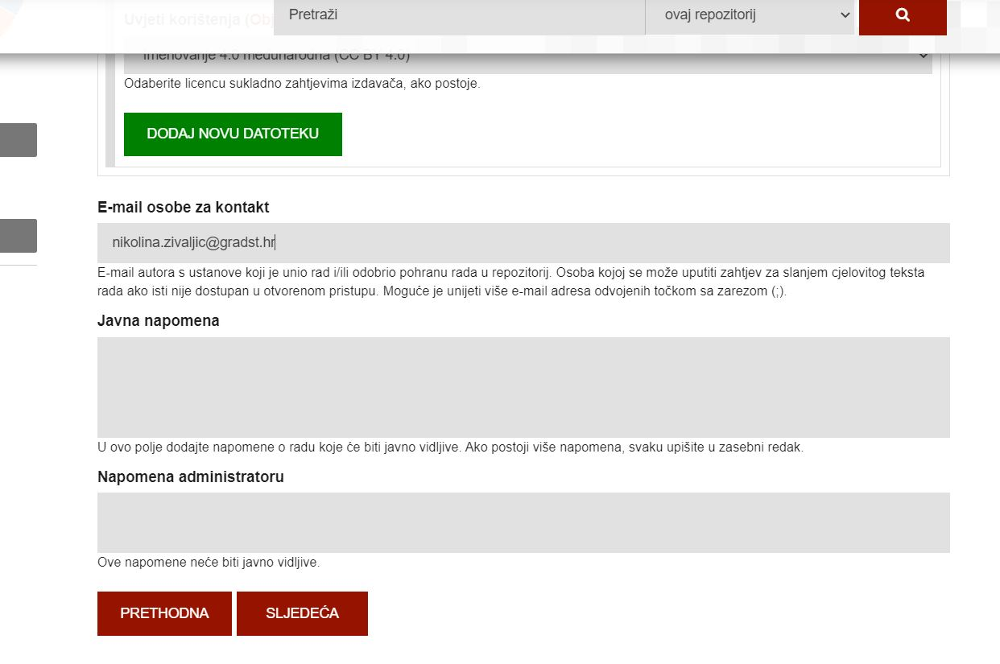 Uvjeti korištenja (Obj
Pretraži
ovaj repozitorij
Imenovanje 4.0 međunarodna (CC BY 4.0)
Odaberite licencu sukladno zahtjevima izdavača, ako postoje.
DODAJ NOVU DATOTEKU
E-mail osobe za kontakt
nikolina.zivaljic@gradst.hr
E-mail autora s ustanove koji je unio rad i/ili odobrio pohranu rada u repozitorij. Osoba kojoj se može uputiti zahtjev za slanjem cjelovitog teksta
rada ako isti nije dostupan u otvorenom pristupu. Moguće je unijeti više e-mail adresa odvojenih točkom sa zarezom (;).
Javna napomena
U ovo polje dodajte napomene o radu koje će biti javno vidljive. Ako postoji više napomena, svaku upišite u zasebni redak.
Napomena administratoru
Ove napomene neće biti javno vidljive.
PRETHODNA
SLJEDEĆA